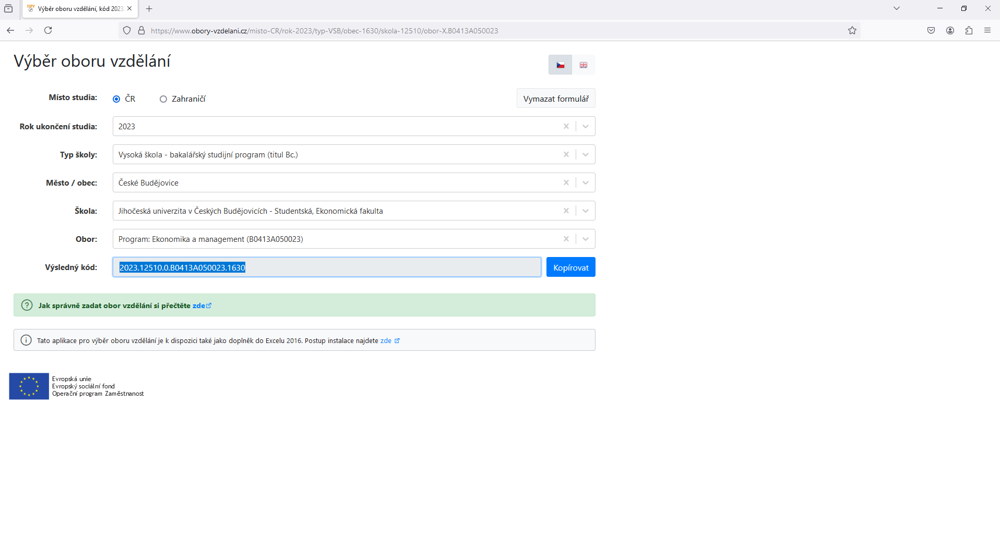 Výběr oboru vzdělání, kód 2023
https://www.obory-vzdelani.cz/misto-CR/rok-2023/typ-VSB/obec-1630/skola-12510/obor-X.B0413A050023
Výběr oboru vzdělání
Místo studia:
ČR
Zahraničí
Vymazat formulář
Rok ukončení studia:
2023
Typ školy:
Vysoká škola - bakalářský studijní program (titul Bc.)
Město / obec:
České Budějovice
Škola:
Jihočeská univerzita v Českých Budějovicích - Studentská, Ekonomická fakulta
Obor:
Program: Ekonomika a management (B0413A050023)
Výsledný kód:
2023.12510.0.B0413A050023.1630
Kopírovat
Jak správně zadat obor vzdělání si přečtěte zde
Tato aplikace pro výběr oboru vzdělání je k dispozici také jako doplněk do Excelu 2016. Postup instalace najdete zde
Evropská unie
Evropský sociální fond
Operační program Zaměstnanost